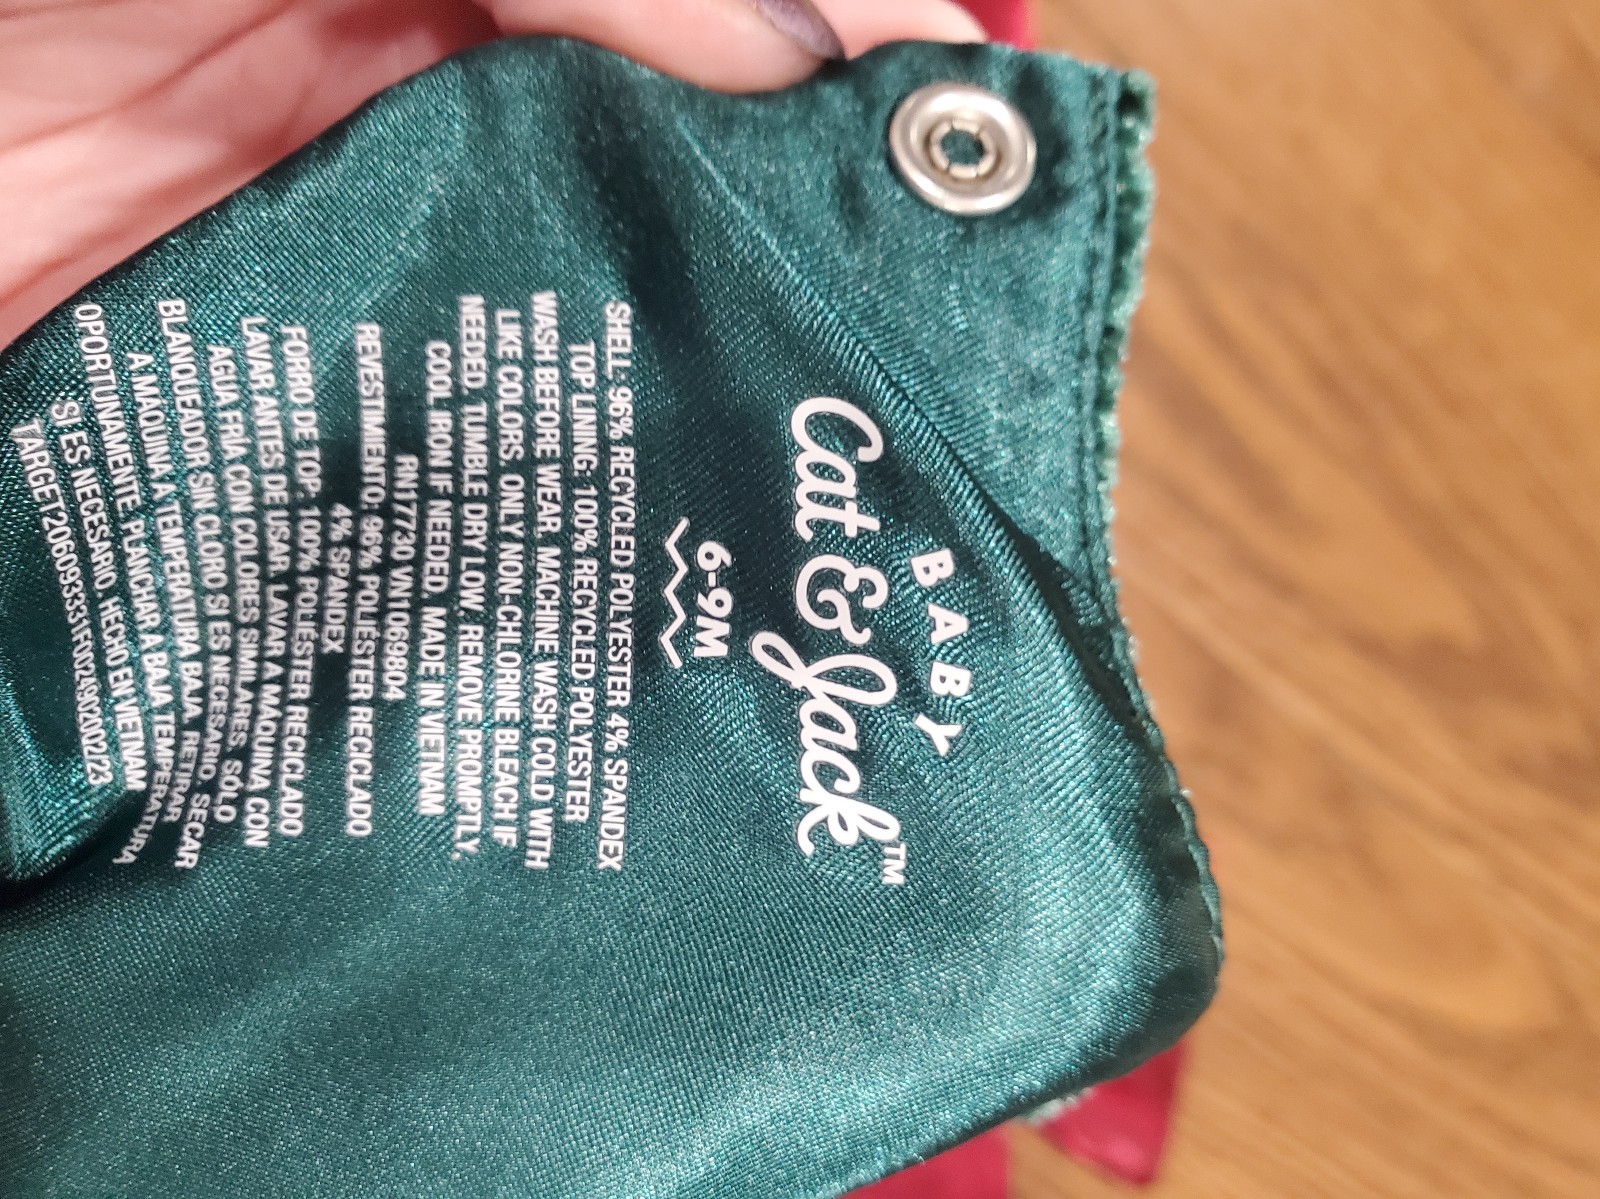 BABY
Cat & Jack™
6-9M
SHELL: 96% RECYCLED POLYESTER 4% SPANDEX
TOP LINING: 100% RECYCLED POLYESTER
WASH BEFORE WEAR, MACHINE WASH COLD WITH
LIKE COLORS. ONLY NON-CHLORINE BLEACH IF
NEEDED. TUMBLE DRY LOW. REMOVE PROMPTLY.
COOL IRON IF NEEDED. MADE IN VIETNAM
RN17730 VN1069804
REVESTIMIENTO: 96% POLIÉSTER RECICLADO
4% SPANDEX
FORRO DE TOP: 100% POLIÉSTER RECICLADO
LAVAR ANTES DE USAR. LAVAR A MÁQUINA CON
AGUA FRÍA CON COLORES SIMILARES. SÓLO
BLANQUEADOR SIN CLORO SI ES NECESARIO. SECAR
A MAQUINA A TEMPERATURA BAJA. RETIRAR
OPORTUNAMENTE. PLANCHAR A BAJA TEMPERATURA
SI ES NECESARIO. HECHO EN VIETNAM